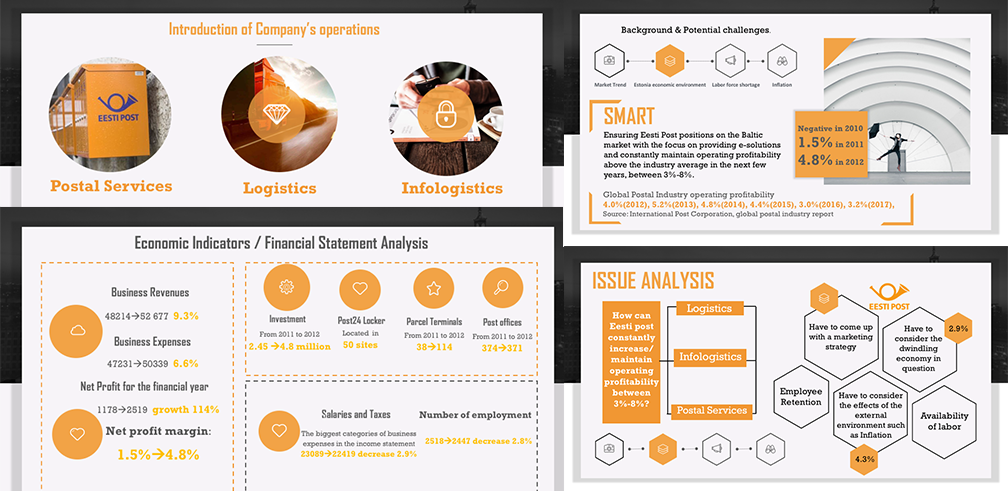 Introduction of Company's operations
EESTI POST
Postal Services
Logistics
Infologistics
Background & Potential challenges.
Market Trend
Estonia economic environment
Labor force shortage
Inflation
SMART
Ensuring Eesti Post positions on the Baltic
market with the focus on providing e-solutions
and constantly maintain operating profitability
above the industry average in the next few
years, between 3%-8%.
Negative in 2010
1.5% in 2011
4.8% in 2012
Global Postal Industry operating profitability
4.0%(2012), 5.2%(2013), 4.8%(2014), 4.4%(2015), 3.0%(2016), 3.2%(2017),
Source: International Post Corporation, global postal industry report
Economic Indicators / Financial Statement Analysis
Business Revenues
48214→52 677 9.3%
Business Expenses
47231→50339 6.6%
Net Profit for the financial year
1178→2519 growth 114%
Net profit margin:
1.5%→4.8%
Investment
From 2011 to 2012
2.45 →4.8 million
Post24 Locker
Located in
50 sites
Parcel Terminals
From 2011 to 2012
38→114
Post offices
From 2011 to 2012
374→371
Salaries and Taxes
The biggest categories of business
expenses in the income statement
23089→22419 decrease 2.9%
Number of employment
2518→2447 decrease 2.8%
ISSUE ANALYSIS
How can
Eesti post
constantly
increase/
maintain
operating
profitability
between
3%-8%?
Logistics
Infologistics
Postal Services
EESTI POST
Have to come up
with a marketing
strategy
Have to
consider the
dwindling
economy in
question
2.9%
Employee
Retention
Have to consider
the effects of the
external
environment such
as Inflation
4.3%
Availability
of labor